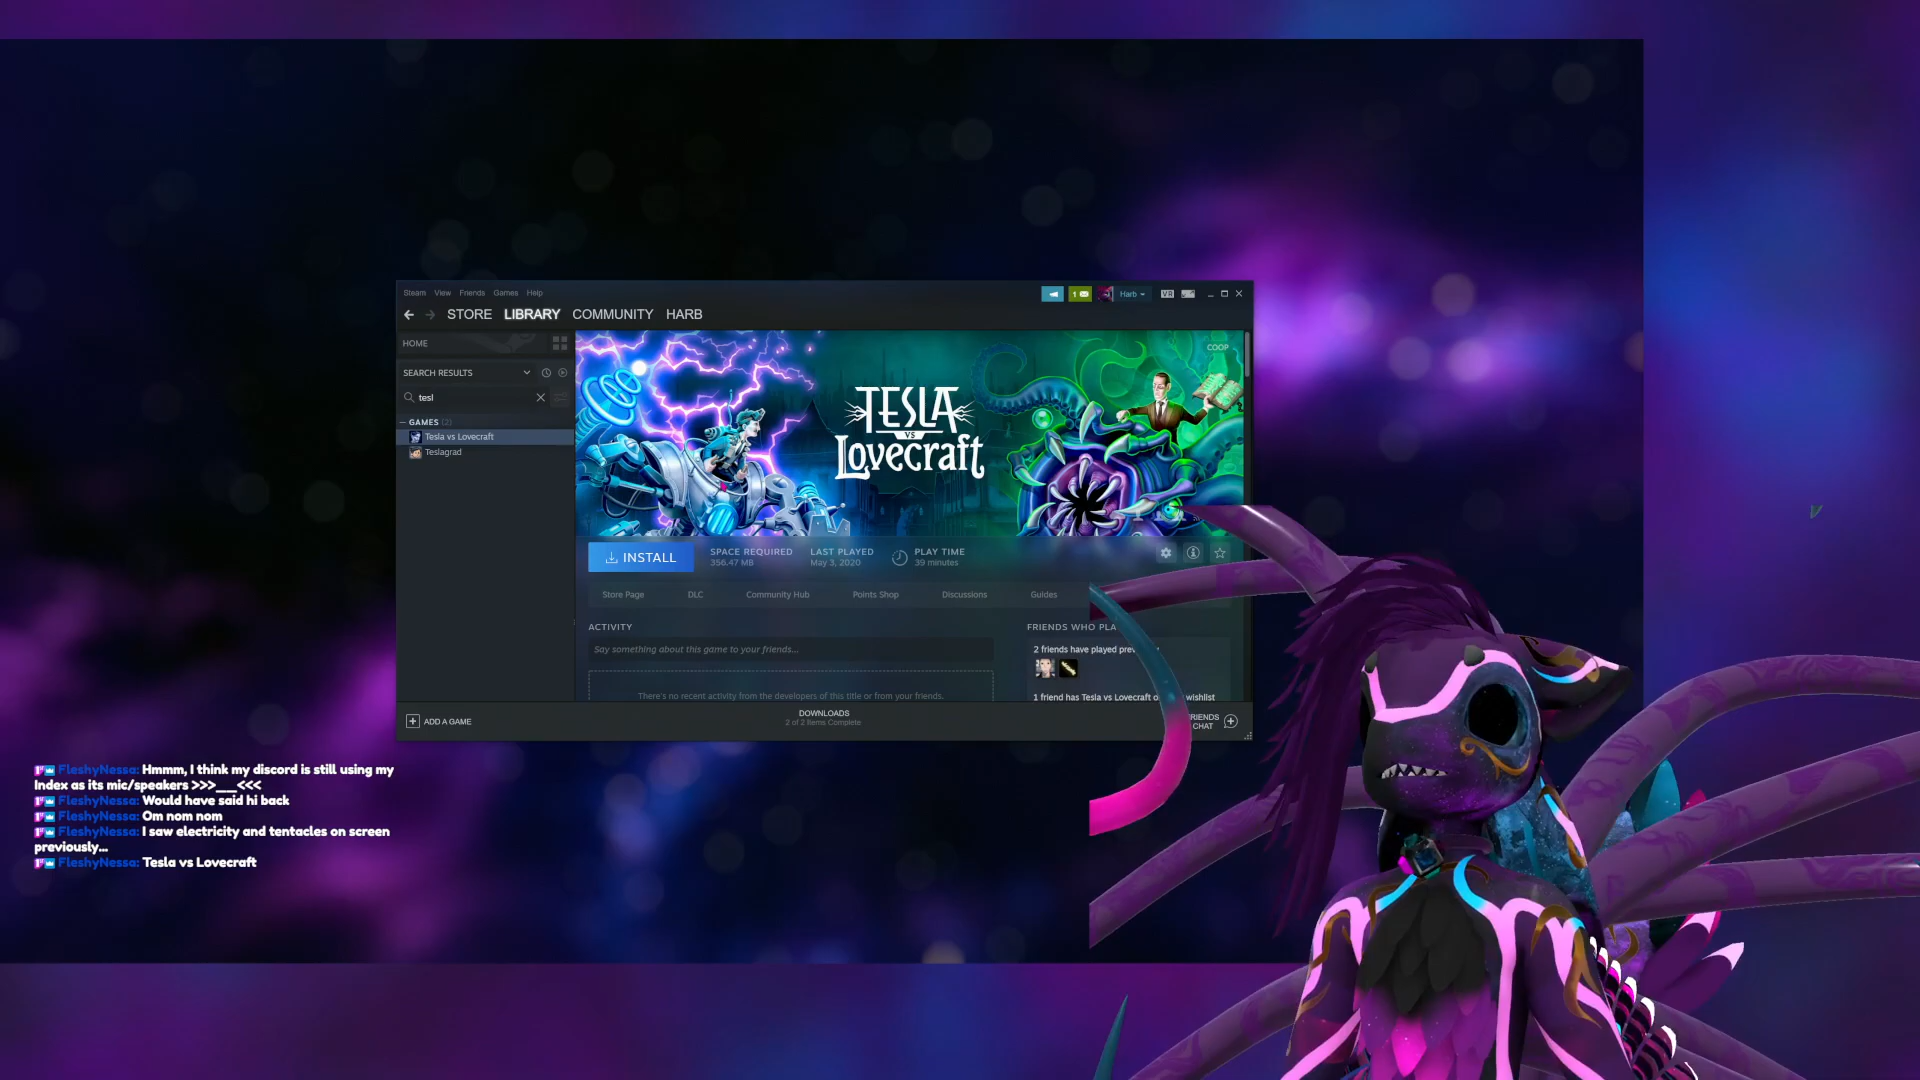 Steam View Friends Games Help
1
Harb
VR
STORE LIBRARY COMMUNITY HARB
HOME
SEARCH RESULTS
tesl
GAMES (2)
Tesla vs Lovecraft
Teslagrad
COOP
TESLA
VS
Lovecraft
INSTALL
SPACE REQUIRED
356.47 MB
LAST PLAYED
May 3, 2020
PLAY TIME
39 minutes
Store Page DLC Community Hub Points Shop Discussions Guides
ACTIVITY
Say something about this game to your friends...
There's no recent activity from the developers of this title or from your friends.
FRIENDS WHO PLA
2 friends have played prev
1 friend has Tesla vs Lovecraft o wishlist
ADD A GAME
DOWNLOADS
2 of 2 Items Complete
RIENDS
CHAT
FleshyNessa: Hmmm, I think my discord is still using my
Index as its mic/speakers >>>___<<<
FleshyNessa: Would have said hi back
FleshyNessa: Om nom nom
FleshyNessa: I saw electricity and tentacles on screen
previously...
FleshyNessa: Tesla vs Lovecraft